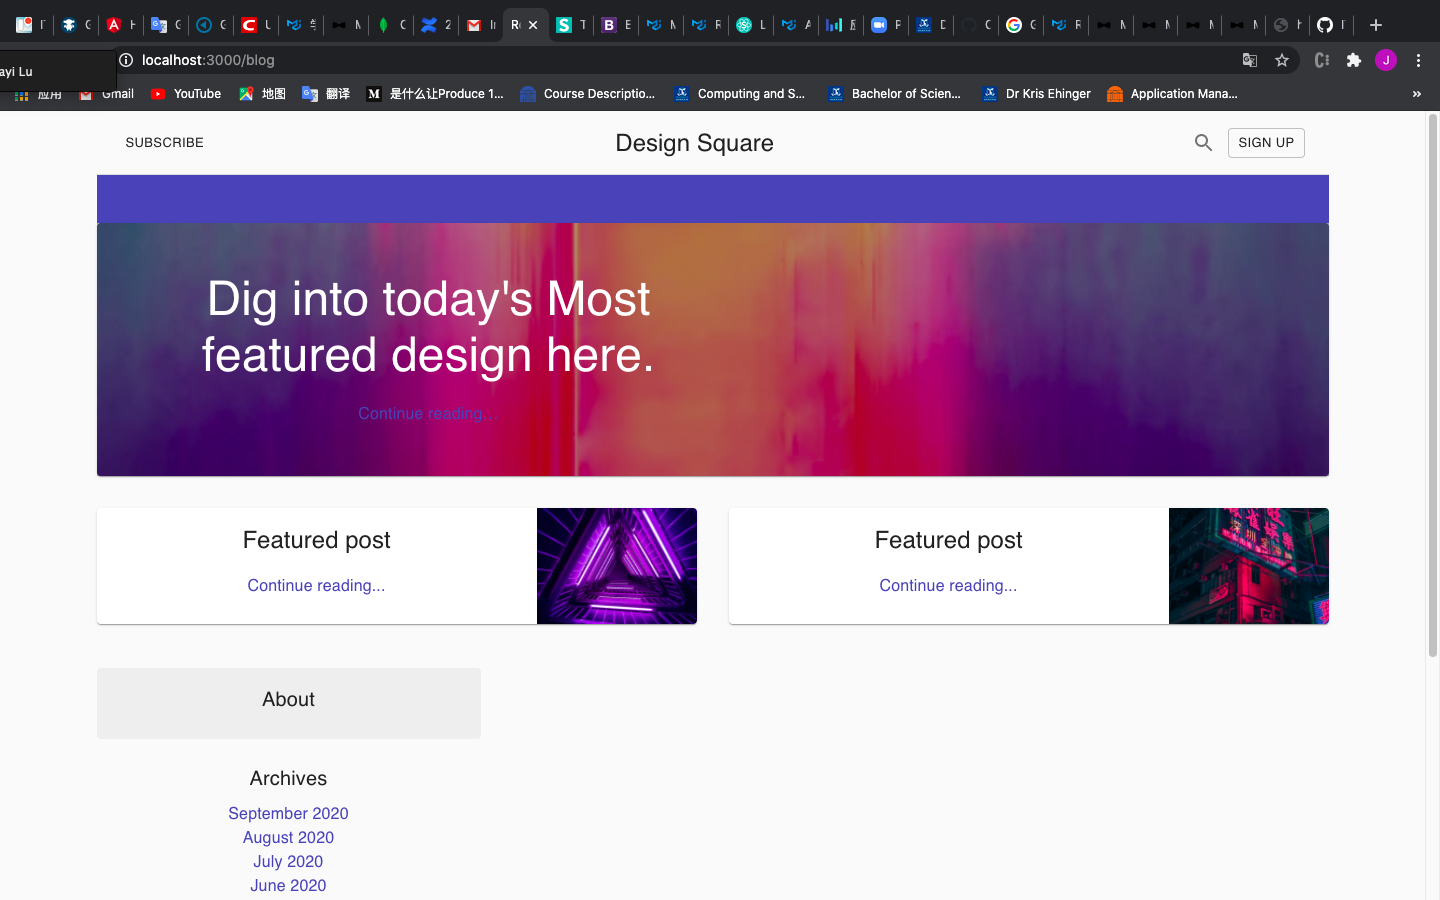 ayi Lu
localhost:3000/blog
J
应用
Gmail
YouTube
地图
翻译
是什么让Produce 1...
Course Descriptio...
Computing and S...
Bachelor of Scien...
Dr Kris Ehinger
Application Mana...
»
SUBSCRIBE
Design Square
SIGN UP
Dig into today's Most
featured design here.
Continue reading...
Featured post
Continue reading...
Featured post
Continue reading...
About
Archives
September 2020
August 2020
July 2020
June 2020